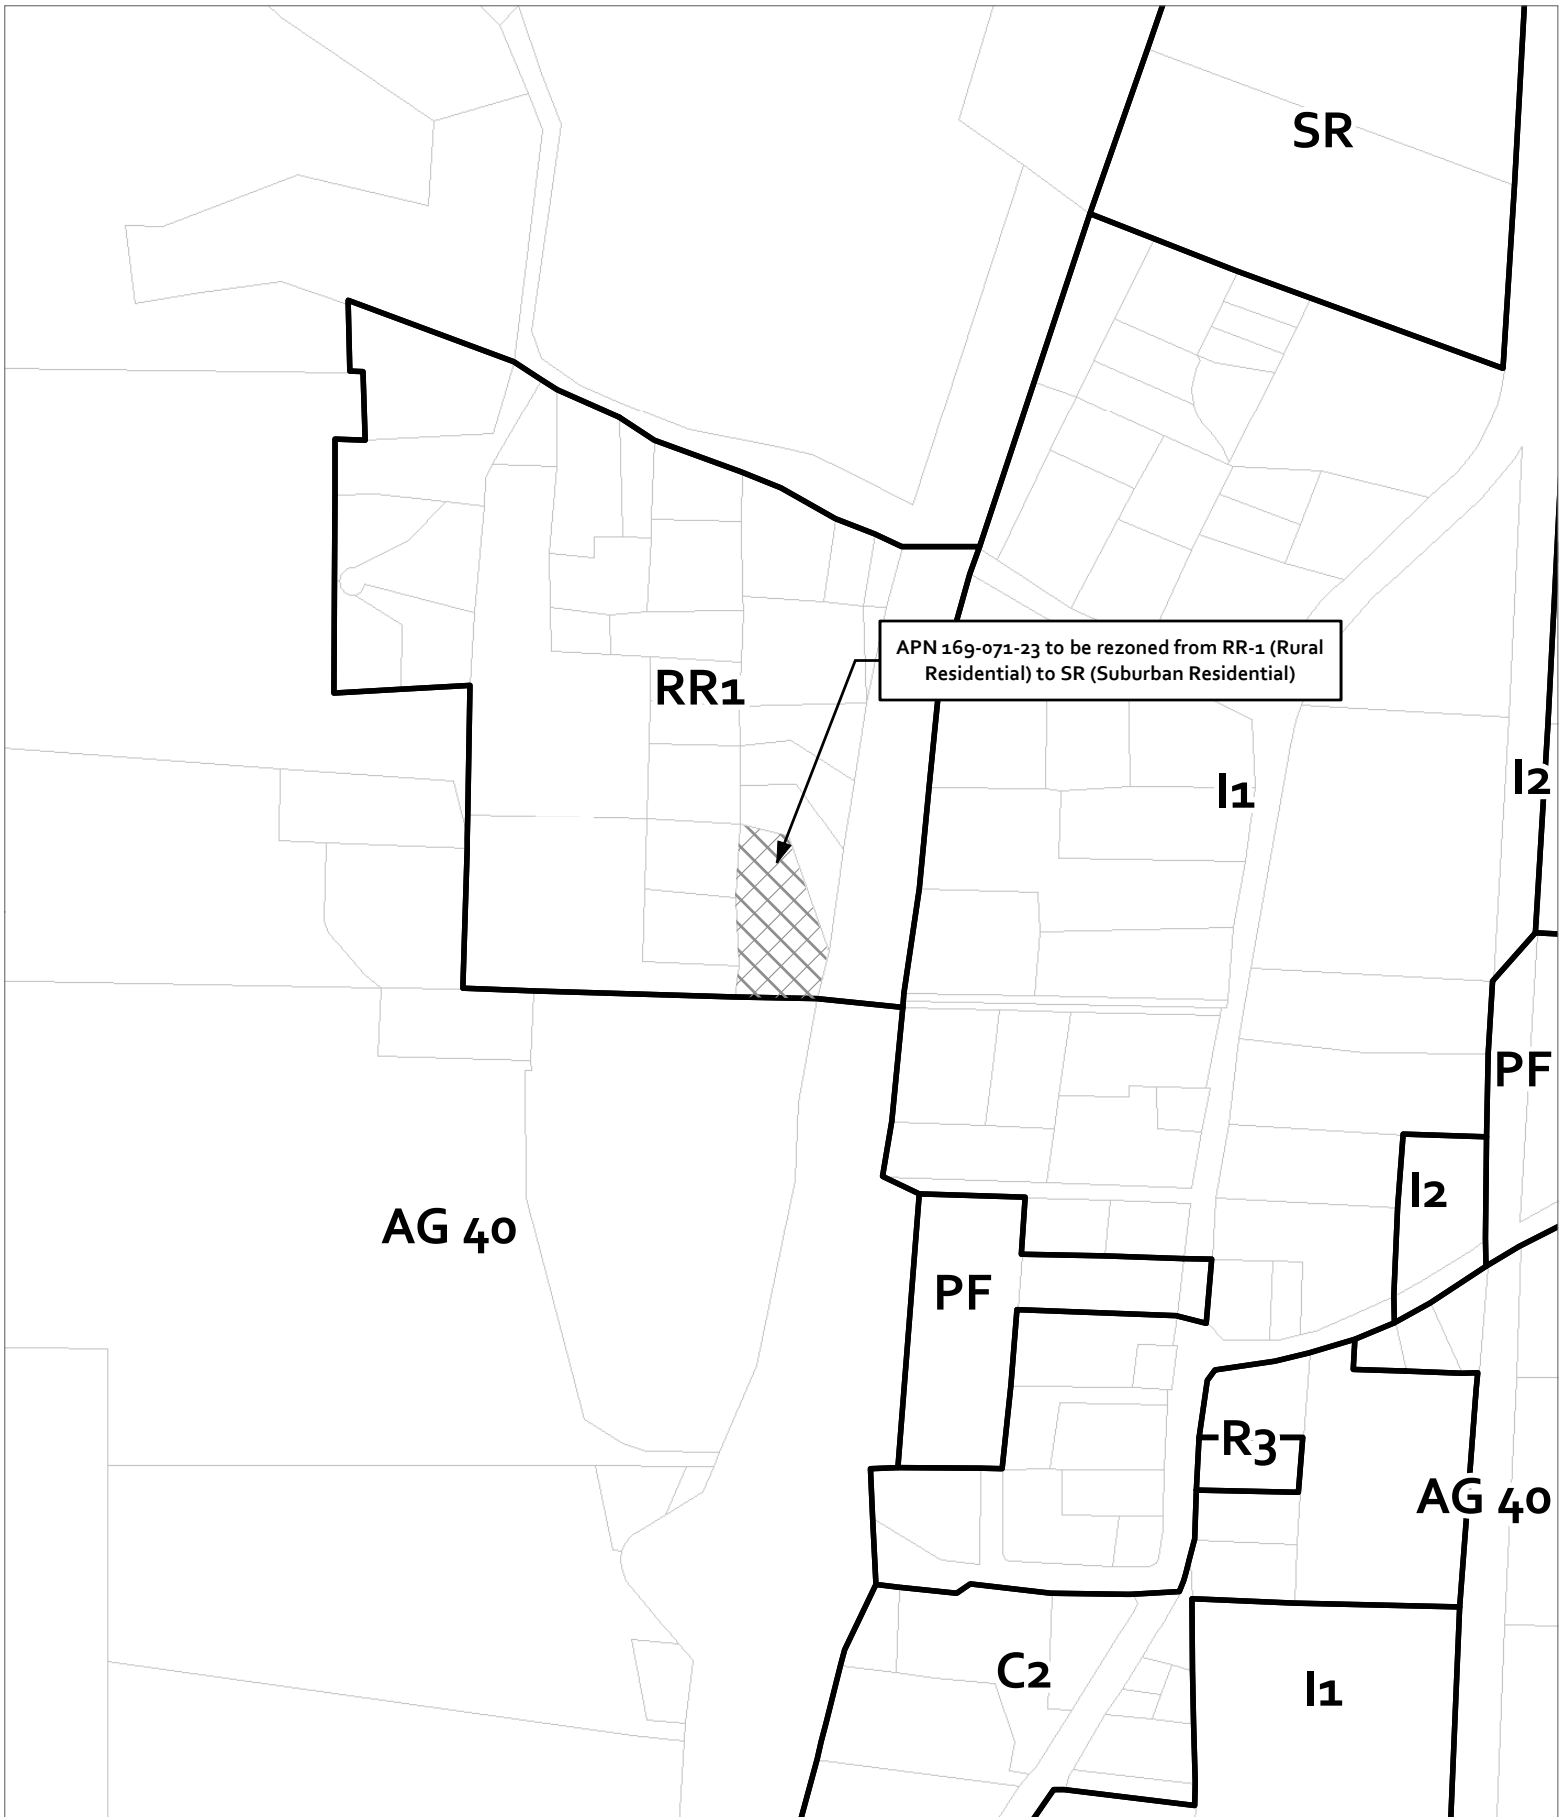 SR
APN 169-071-23 to be rezoned from RR-1 (Rural
Residential) to SR (Suburban Residential)
RR1
I1
I2
PF
I2
AG 40
PF
R3
AG 40
C2
I1